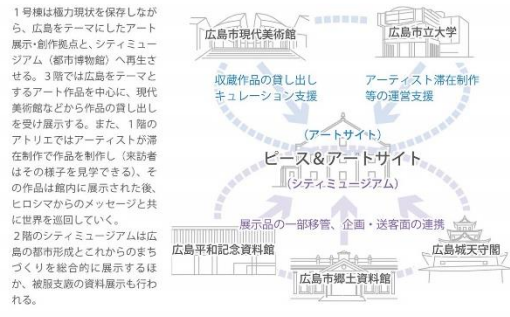 1号棟は極力現状を保存しなが
ら、広島をテーマにしたアート
展示・創作拠点と、シティミュー
ジアム（都市博物館）へ再生さ
せる。3階では広島をテーマと
するアート作品を中心に、現代
美術館などから作品の貸し出し
を受け展示する。また、1階の
アトリエではアーティストが滞
在制作で作品を制作し（来訪者
はその様子を見学できる）、そ
の作品は館内に展示された後、
ヒロシマからのメッセージと共
に世界を巡回していく。
2階のシティミュージアムは広
島の都市形成とこれからのまち
づくりを総合的に展示するほ
か、被服支廠の資料展示も行わ
れる。
広島市現代美術館
広島市立大学
収蔵作品の貸し出し
キュレーション支援
アーティスト滞在制作
等の運営支援
（アートサイト）
ピース＆アートサイト
（シティミュージアム）
展示品の一部移管、企画・送客面の連携
広島平和記念資料館
広島市郷土資料館
広島城天守閣